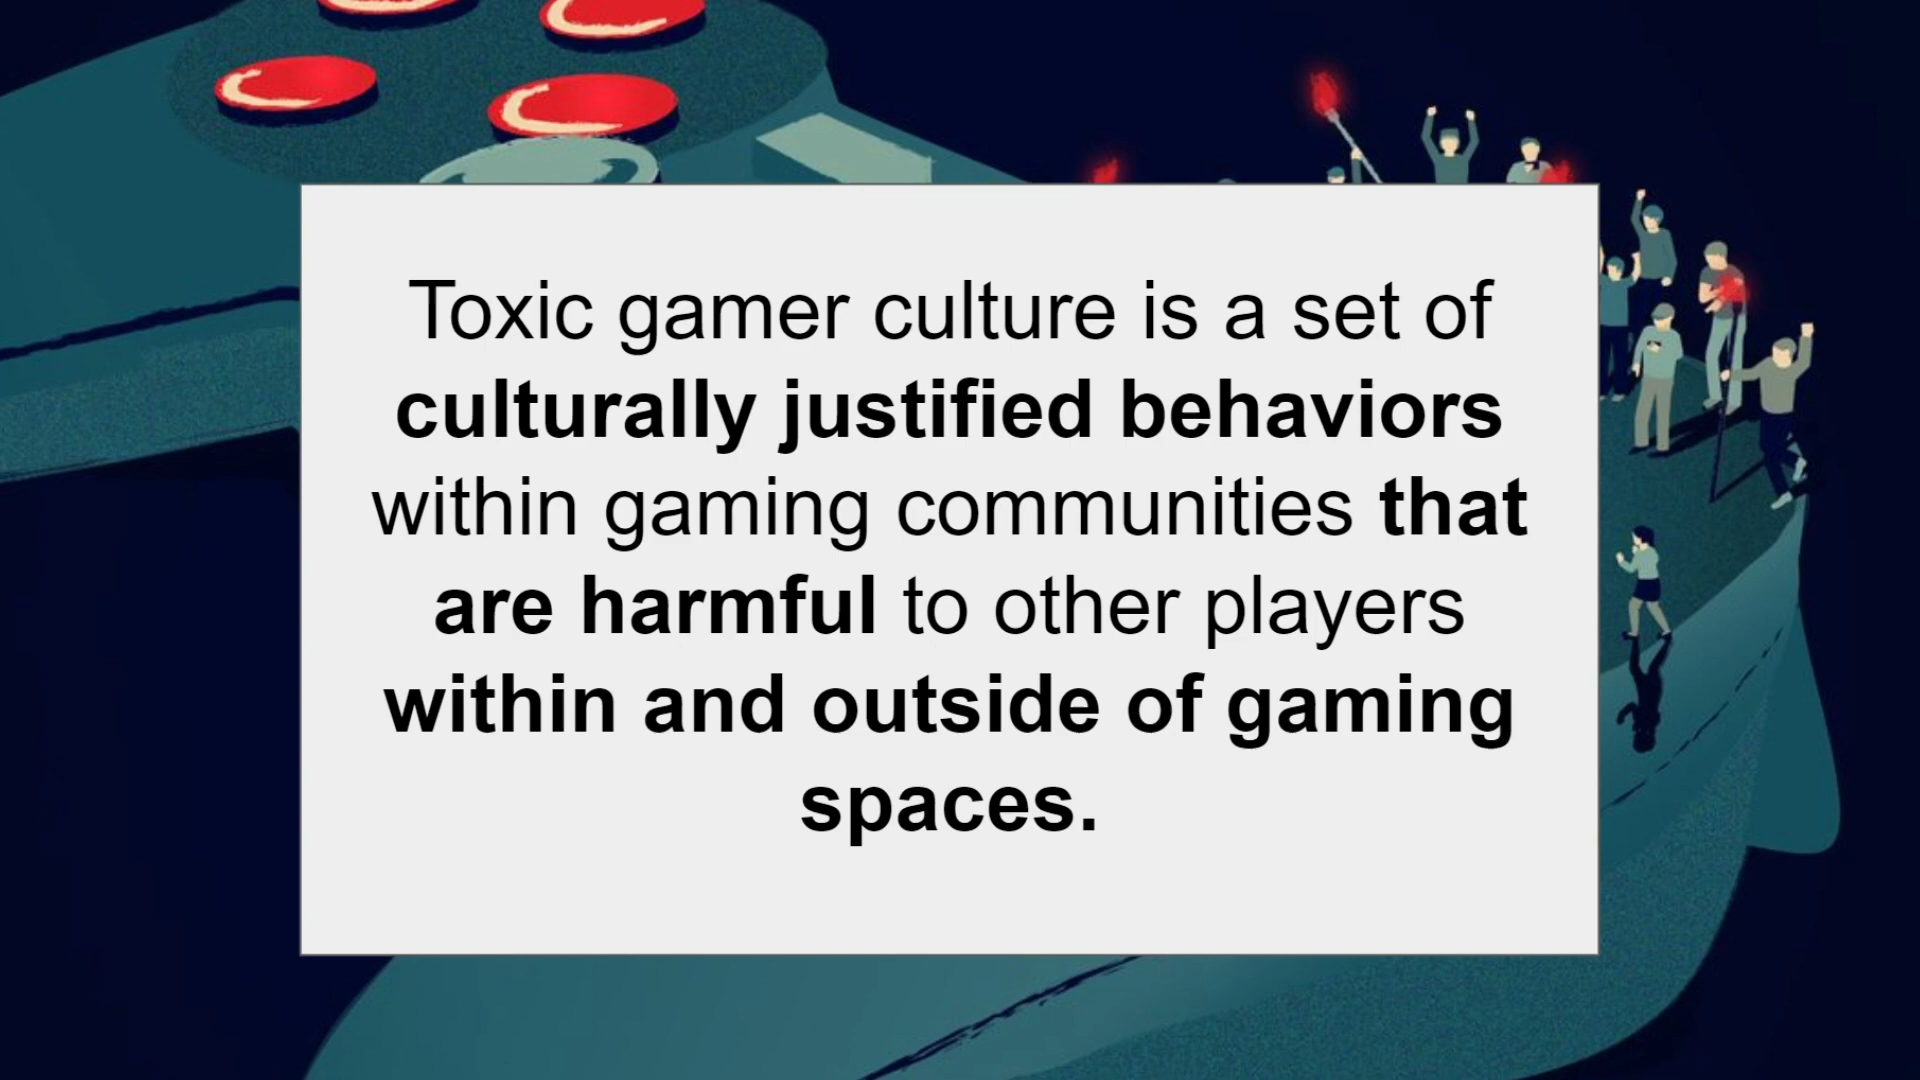 Toxic gamer culture is a set of
culturally justified behaviors
within gaming communities that
are harmful to other players
within and outside of gaming
spaces.